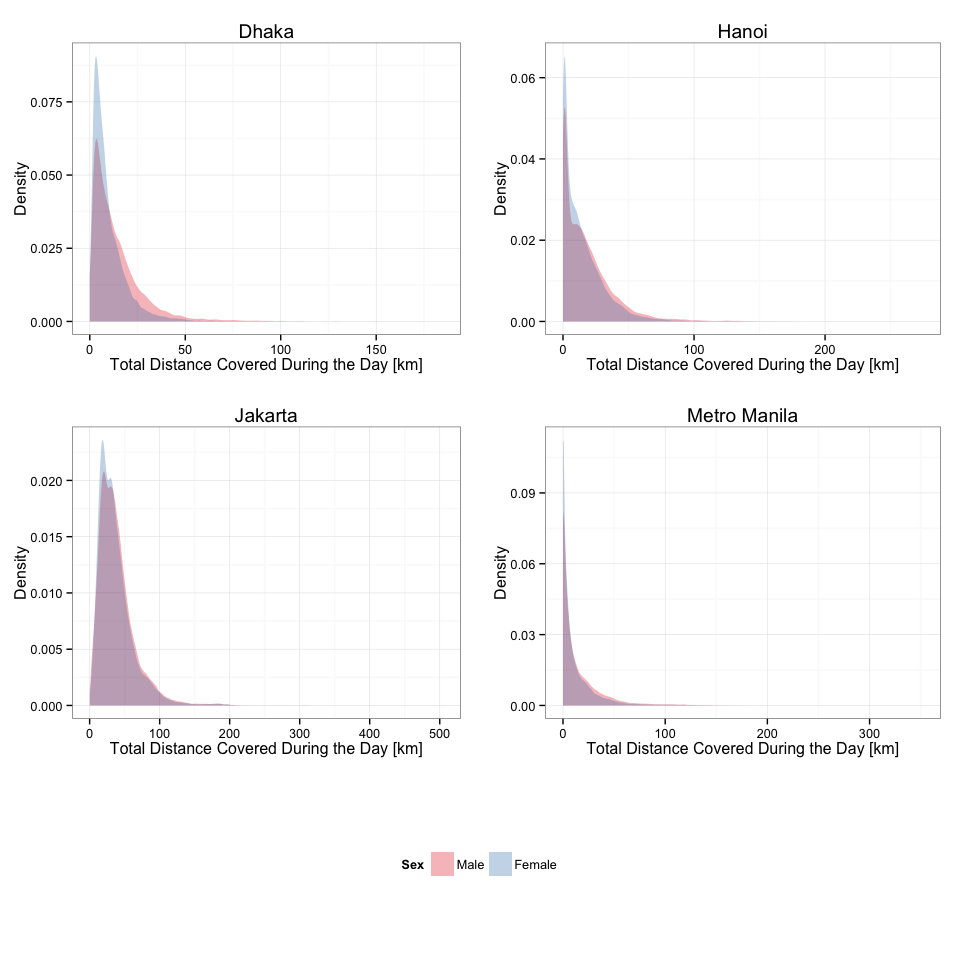 Dhaka
Density
0.075
0.050
0.025
0.000
0 50 100 150
Total Distance Covered During the Day [km]
Hanoi
Density
0.06
0.04
0.02
0.00
0 100 200
Total Distance Covered During the Day [km]
Jakarta
Density
0.020
0.015
0.010
0.005
0.000
0 100 200 300 400 500
Total Distance Covered During the Day [km]
Metro Manila
Density
0.09
0.06
0.03
0.00
0 100 200 300
Total Distance Covered During the Day [km]
Sex Male Female